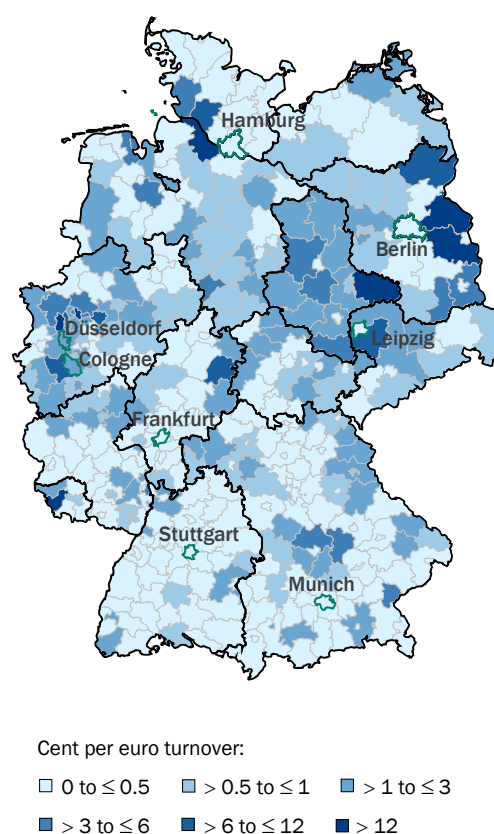 Hamburg
Berlin
Düsseldorf
Leipzig
Cologne
Frankfurt
Stuttgart
Munich
Cent per euro turnover:
0 to ≤ 0.5 > 0.5 to ≤ 1 > 1 to ≤ 3
> 3 to ≤ 6 > 6 to ≤ 12 > 12